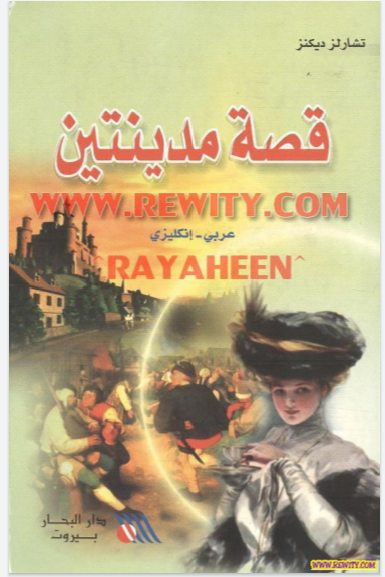 تشارلز ديكنز
قصة مدينتين
WWW.REWITY.COM
عربي - إنكليزي
^RAYAHEEN^
دار البحار
بيروت
WWW.REWITY.COM